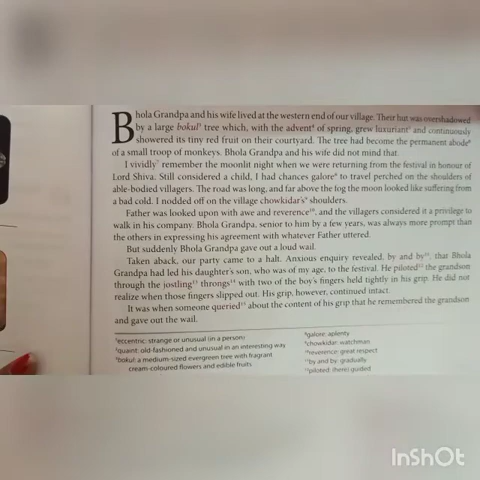 Bhola Grandpa and his wife lived at the western end of our village. Their hut was overshadowed
by a large bokul³ tree which, with the advent⁴ of spring, grew luxuriant⁵ and continuously
showered its tiny red fruit on their courtyard. The tree had become the permanent abode⁶
of a small troop of monkeys. Bhola Grandpa and his wife did not mind that.
I vividly⁷ remember the moonlit night when we were returning from the festival in honour of
Lord Shiva. Still considered a child, I had chances galore⁸ to travel perched on the shoulders of
able-bodied villagers. The road was long, and far above the fog the moon looked like suffering from
a bad cold. I nodded off on the village chowkidar's⁹ shoulders.
Father was looked upon with awe and reverence¹⁰, and the villagers considered it a privilege to
walk in his company. Bhola Grandpa, senior to him by a few years, was always more prompt than
the others in expressing his agreement with whatever Father uttered.
But suddenly Bhola Grandpa gave out a loud wail.
Taken aback, our party came to a halt. Anxious enquiry revealed, by and by¹¹, that Bhola
Grandpa had led his daughter's son, who was of my age, to the festival. He piloted¹² the grandson
through the jostling¹³ throngs¹⁴ with two of the boy's fingers held tightly in his grip. He did not
realize when those fingers slipped out. His grip, however, continued intact.
It was when someone queried¹⁵ about the content of his grip that he remembered the grandson
and gave out the wail.
¹eccentric: strange or unusual (in a person)
²quaint: old-fashioned and unusual in an interesting way
³bokul: a medium-sized evergreen tree with fragrant
cream-coloured flowers and edible fruits
⁸galore: aplenty
⁹chowkidar: watchman
¹⁰reverence: great respect
¹¹by and by: gradually
¹²piloted: (here) guided
InShOt